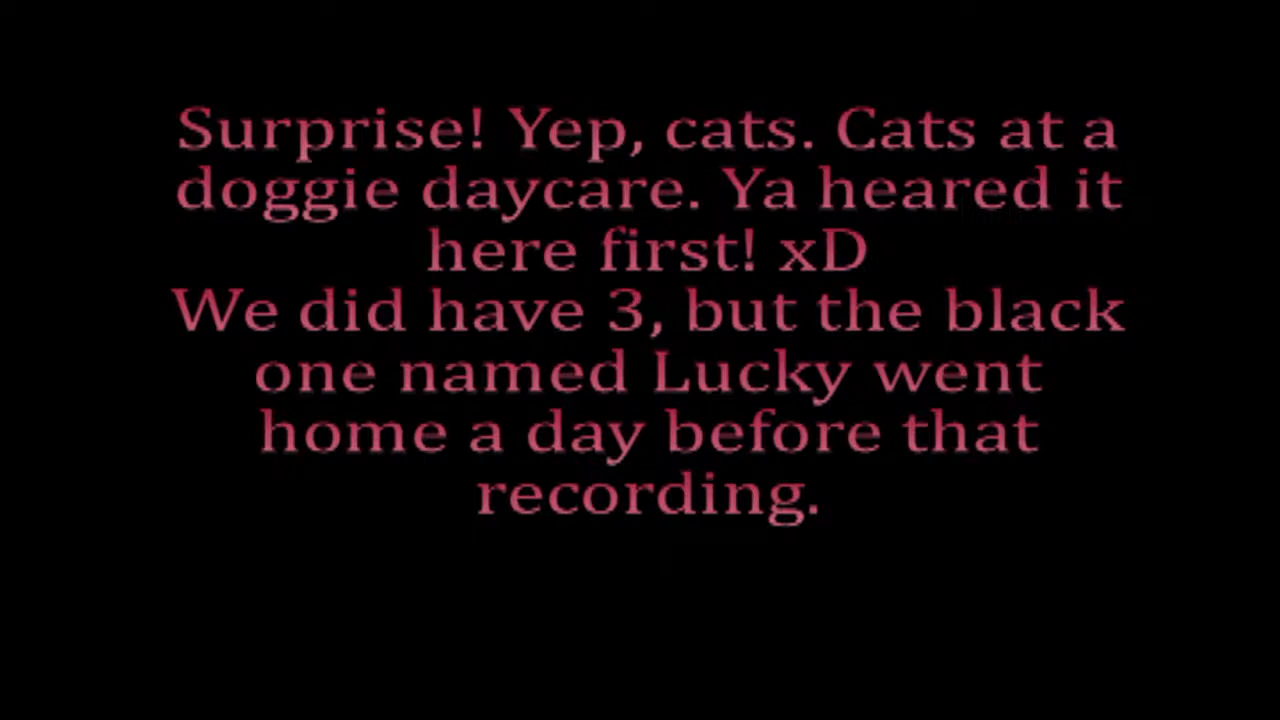 Surprise! Yep, cats. Cats at a
doggie daycare. Ya heared it
here first! xD
We did have 3, but the black
one named Lucky went
home a day before that
recording.